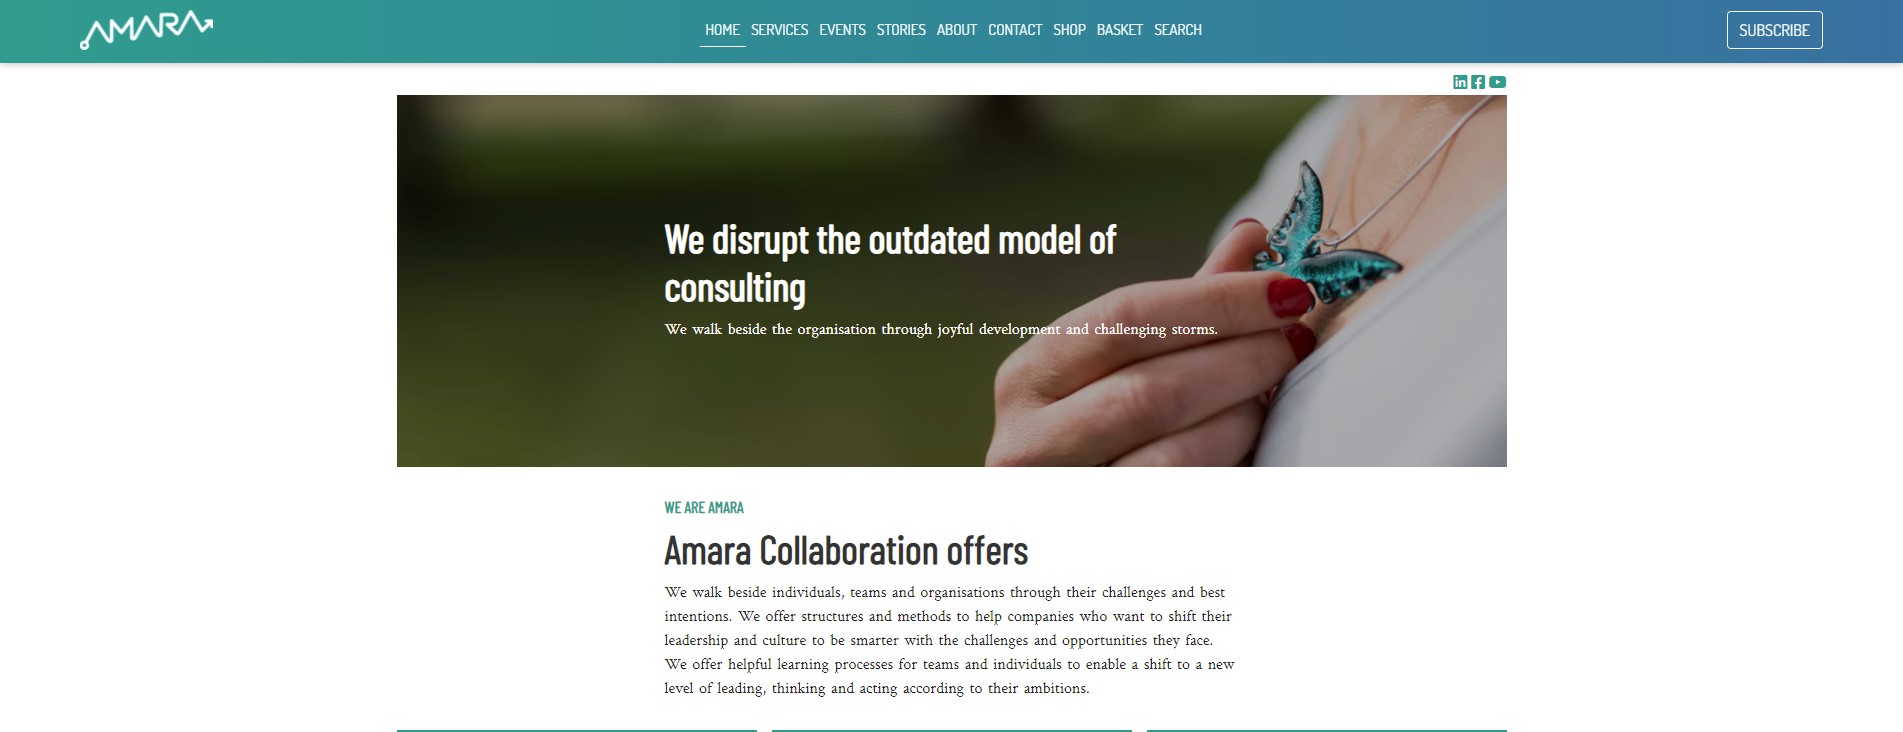 AMARA
HOME SERVICES EVENTS STORIES ABOUT CONTACT SHOP BASKET SEARCH
SUBSCRIBE
We disrupt the outdated model of
consulting
We walk beside the organisation through joyful development and challenging storms.
WE ARE AMARA
Amara Collaboration offers
We walk beside individuals, teams and organisations through their challenges and best
intentions. We offer structures and methods to help companies who want to shift their
leadership and culture to be smarter with the challenges and opportunities they face.
We offer helpful learning processes for teams and individuals to enable a shift to a new
level of leading, thinking and acting according to their ambitions.